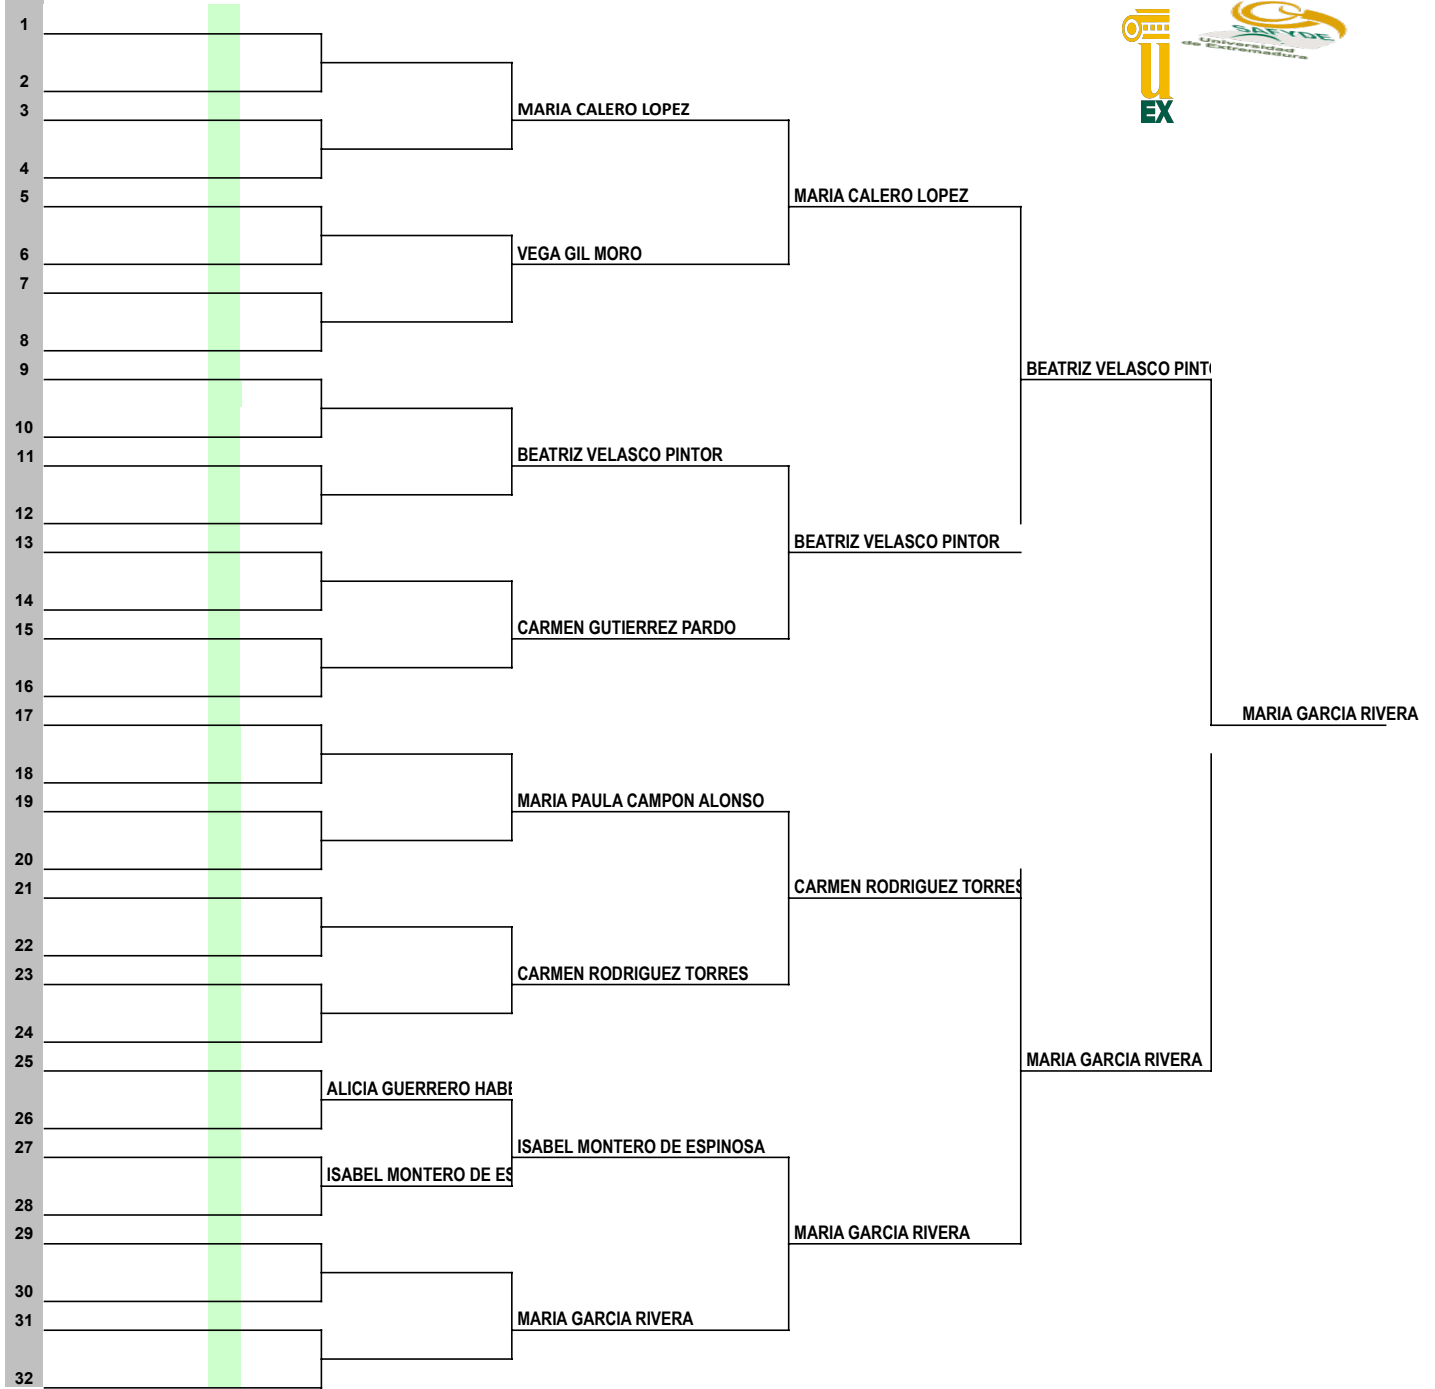 1
2
3
MARIA CALERO LOPEZ
4
5
MARIA CALERO LOPEZ
6
VEGA GIL MORO
7
8
9
BEATRIZ VELASCO PINT
10
11
BEATRIZ VELASCO PINTOR
12
13
BEATRIZ VELASCO PINTOR
14
15
CARMEN GUTIERREZ PARDO
16
17
MARIA GARCIA RIVERA
18
19
MARIA PAULA CAMPON ALONSO
20
21
CARMEN RODRIGUEZ TORRES
22
23
CARMEN RODRIGUEZ TORRES
24
25
MARIA GARCIA RIVERA
ALICIA GUERRERO HABE
26
27
ISABEL MONTERO DE ESPINOSA
ISABEL MONTERO DE ES
28
29
MARIA GARCIA RIVERA
30
31
MARIA GARCIA RIVERA
32
u
EX
SAFYDE
Universidad
de Extremadura